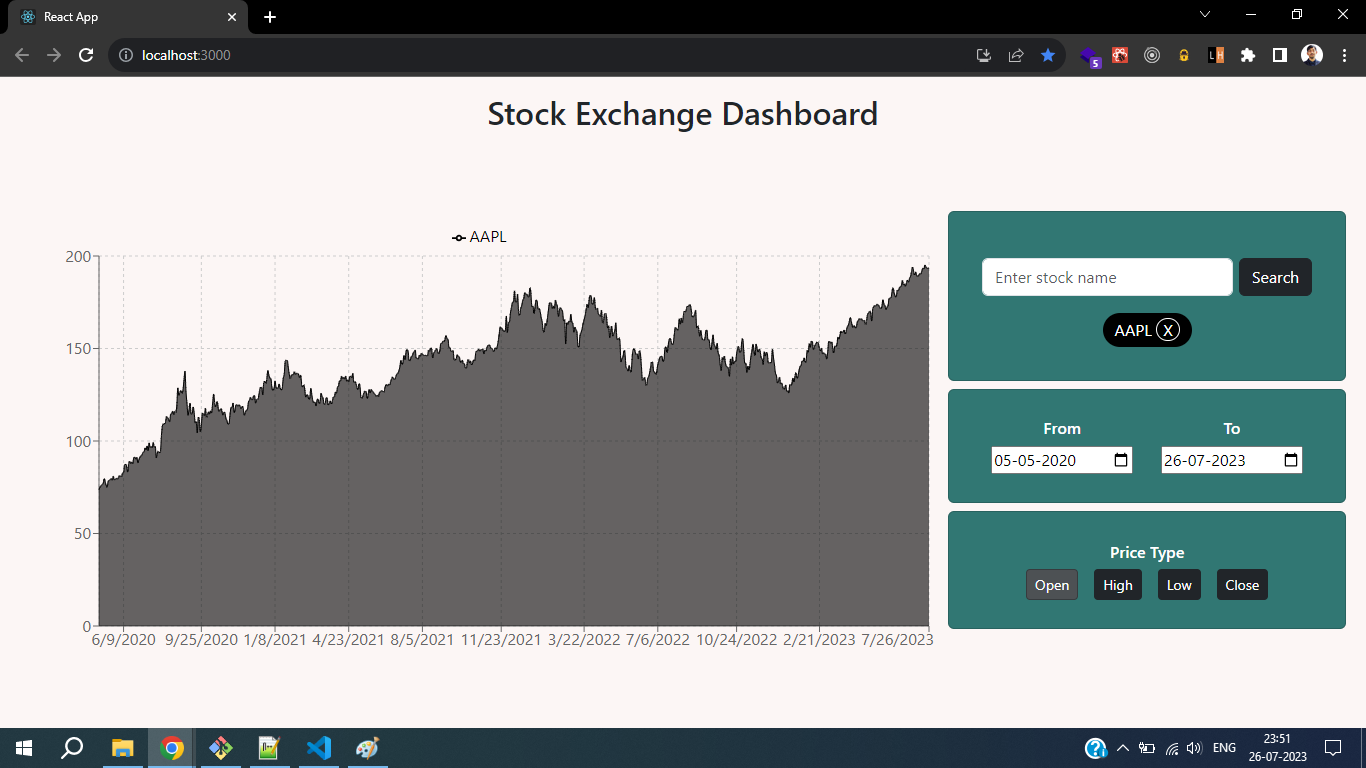 React App
localhost:3000
5
LH
Stock Exchange Dashboard
AAPL
200
150
100
50
0
6/9/2020 9/25/2020 1/8/2021 4/23/2021 8/5/2021 11/23/2021 3/22/2022 7/6/2022 10/24/2022 2/21/2023 7/26/2023
Enter stock name Search
AAPL X
From To
05-05-2020 26-07-2023
Price Type
Open High Low Close
ENG 23:51
26-07-2023